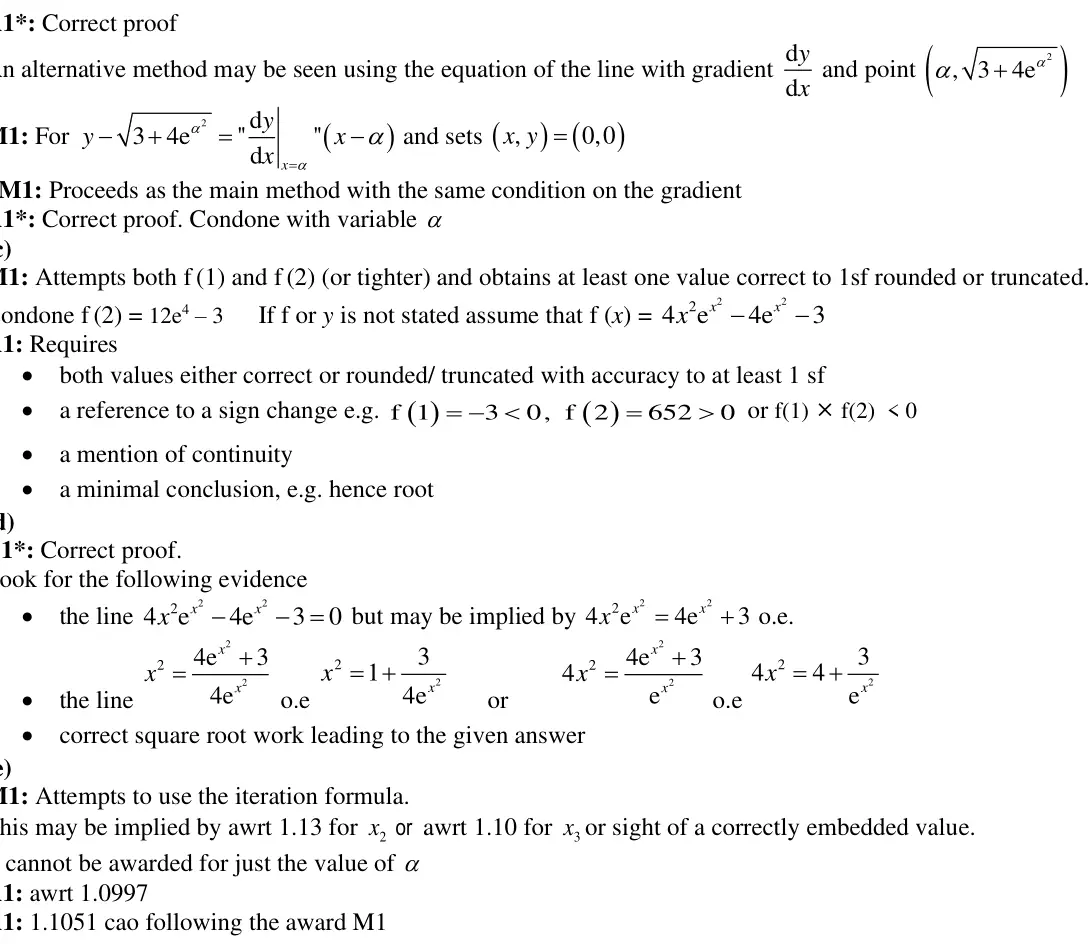 1*: Correct proof
n alternative method may be seen using the equation of the line with gradient dy/dx and point (α, √(3 + 4e^(α²)))
M1: For y − √(3 + 4e^(α²)) = "dy/dx|ₓ₌α" (x − α) and sets (x, y) = (0,0)
M1: Proceeds as the main method with the same condition on the gradient
1*: Correct proof. Condone with variable α
c)
M1: Attempts both f (1) and f (2) (or tighter) and obtains at least one value correct to 1sf rounded or truncated.
ondone f (2) = 12e⁴ – 3 If f or y is not stated assume that f (x) = 4x²e^(x²) − 4e^(x²) − 3
1: Requires
• both values either correct or rounded/ truncated with accuracy to at least 1 sf
• a reference to a sign change e.g. f (1) = −3 < 0, f (2) = 652 > 0 or f(1) × f(2) < 0
• a mention of continuity
• a minimal conclusion, e.g. hence root
d)
1*: Correct proof.
ook for the following evidence
• the line 4x²e^(x²) − 4e^(x²) − 3 = 0 but may be implied by 4x²e^(x²) = 4e^(x²) + 3 o.e.
• the line x² = (4e^(x²) + 3)/(4e^(x²)) o.e x² = 1 + 3/(4e^(x²)) or 4x² = (4e^(x²) + 3)/(e^(x²)) o.e 4x² = 4 + 3/(e^(x²))
• correct square root work leading to the given answer
e)
M1: Attempts to use the iteration formula.
his may be implied by awrt 1.13 for x₂ or awrt 1.10 for x₃ or sight of a correctly embedded value.
cannot be awarded for just the value of α
1: awrt 1.0997
1: 1.1051 cao following the award M1